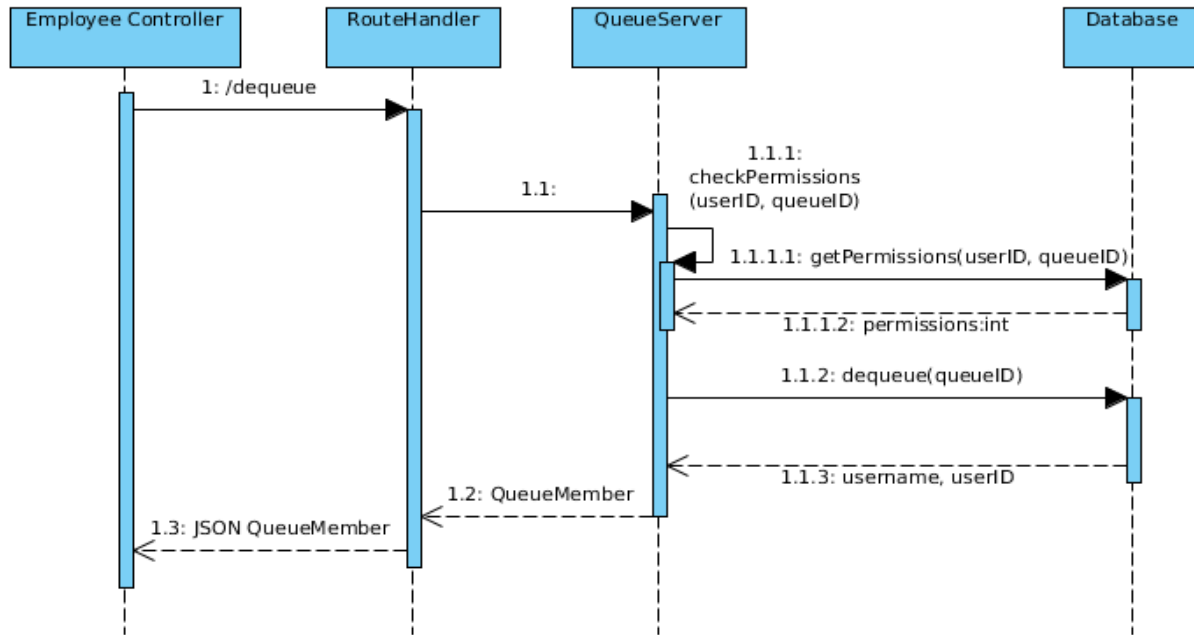 Employee Controller
RouteHandler
QueueServer
Database
1: /dequeue
1.1.1:
checkPermissions
(userID, queueID)
1.1:
1.1.1.1: getPermissions(userID, queueID)
1.1.1.2: permissions:int
1.1.2: dequeue(queueID)
1.1.3: username, userID
1.2: QueueMember
1.3: JSON QueueMember